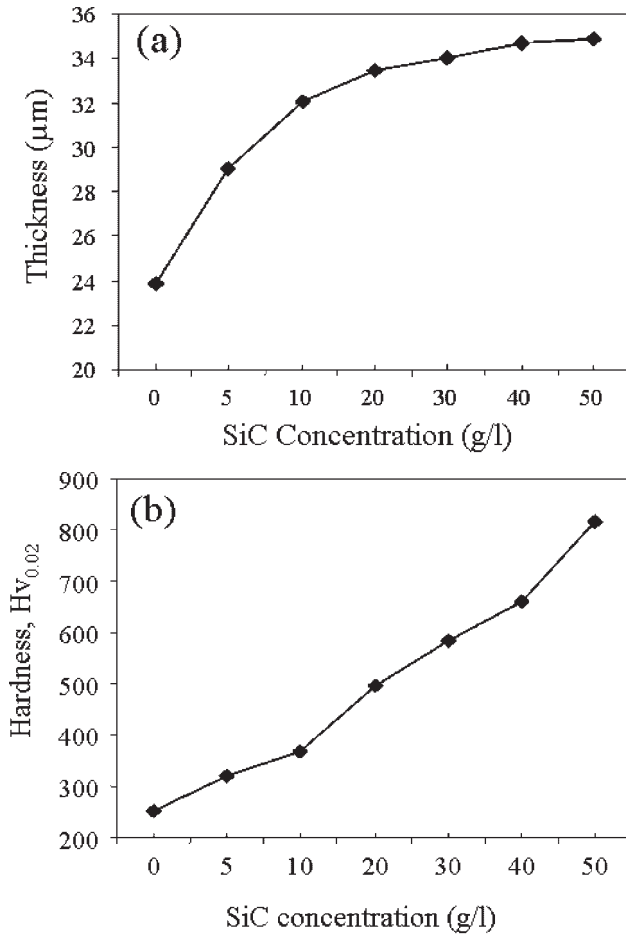 (a)
Thickness (µm)
36
34
32
30
28
26
24
22
20
0 5 10 20 30 40 50
SiC Concentration (g/l)
(b)
Hardness, Hv0.02
900
800
700
600
500
400
300
200
0 5 10 20 30 40 50
SiC concentration (g/l)